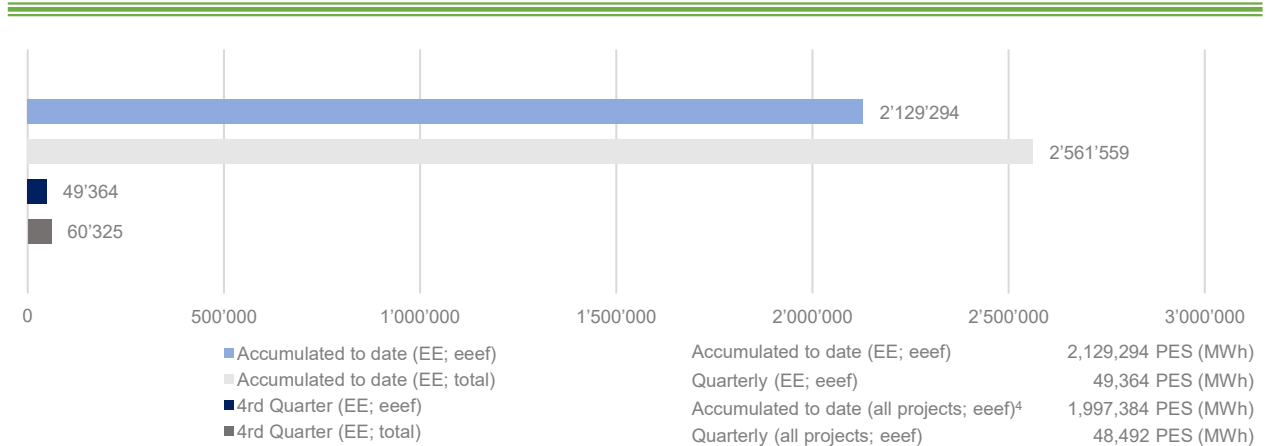 2’129’294
2’561’559
49’364
60’325
0 500’000 1’000’000 1’500’000 2’000’000 2’500’000 3’000’000
Accumulated to date (EE; eeef)
Accumulated to date (EE; total)
4rd Quarter (EE; eeef)
4rd Quarter (EE; total)
Accumulated to date (EE; eeef) 2,129,294 PES (MWh)
Quarterly (EE; eeef) 49,364 PES (MWh)
Accumulated to date (all projects; eeef)⁴ 1,997,384 PES (MWh)
Quarterly (all projects; eeef) 48,492 PES (MWh)